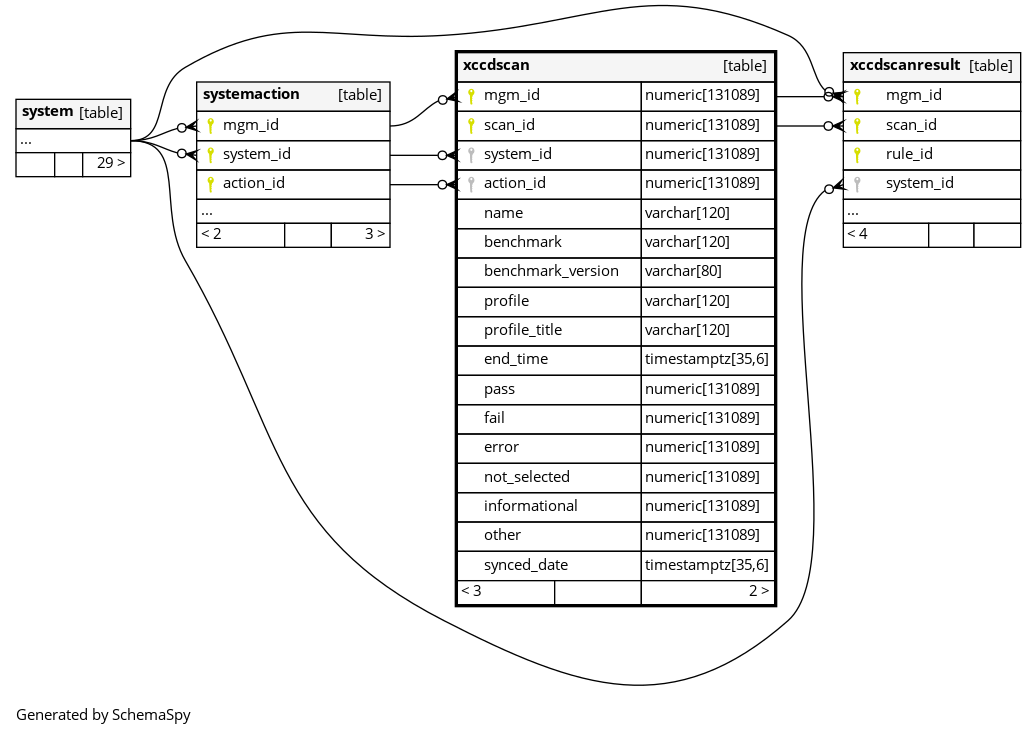 system [table]
...
29 >
systemaction [table]
mgm_id
system_id
action_id
...
< 2 3 >
xccdscan [table]
mgm_id numeric[131089]
scan_id numeric[131089]
system_id numeric[131089]
action_id numeric[131089]
name varchar[120]
benchmark varchar[120]
benchmark_version varchar[80]
profile varchar[120]
profile_title varchar[120]
end_time timestamptz[35,6]
pass numeric[131089]
fail numeric[131089]
error numeric[131089]
not_selected numeric[131089]
informational numeric[131089]
other numeric[131089]
synced_date timestamptz[35,6]
< 3 2 >
xccdscanresult [table]
mgm_id
scan_id
rule_id
system_id
...
< 4
Generated by SchemaSpy